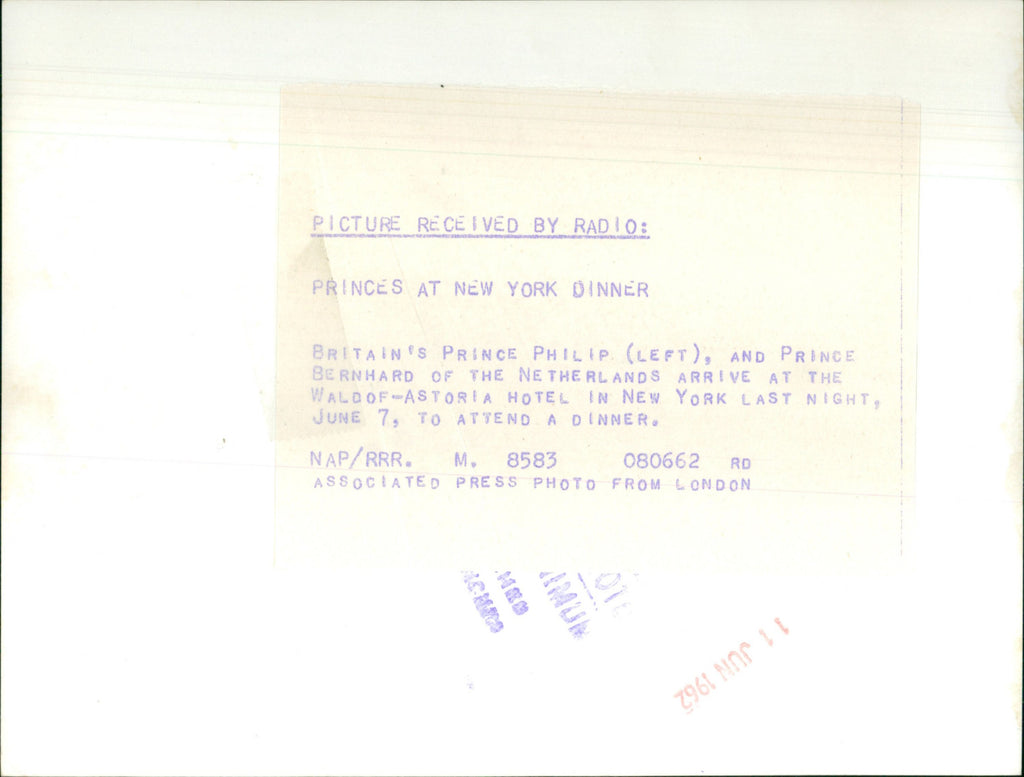 PICTURE RECEIVED BY RADIO:
PRINCES AT NEW YORK DINNER
BRITAIN'S PRINCE PHILIP (LEFT), AND PRINCE
BERNHARD OF THE NETHERLANDS ARRIVE AT THE
WALDOF-ASTORIA HOTEL IN NEW YORK LAST NIGHT,
JUNE 7, TO ATTEND A DINNER.
NAP/RRR. M. 8583 080662 RD
ASSOCIATED PRESS PHOTO FROM LONDON
11 JUN 1962